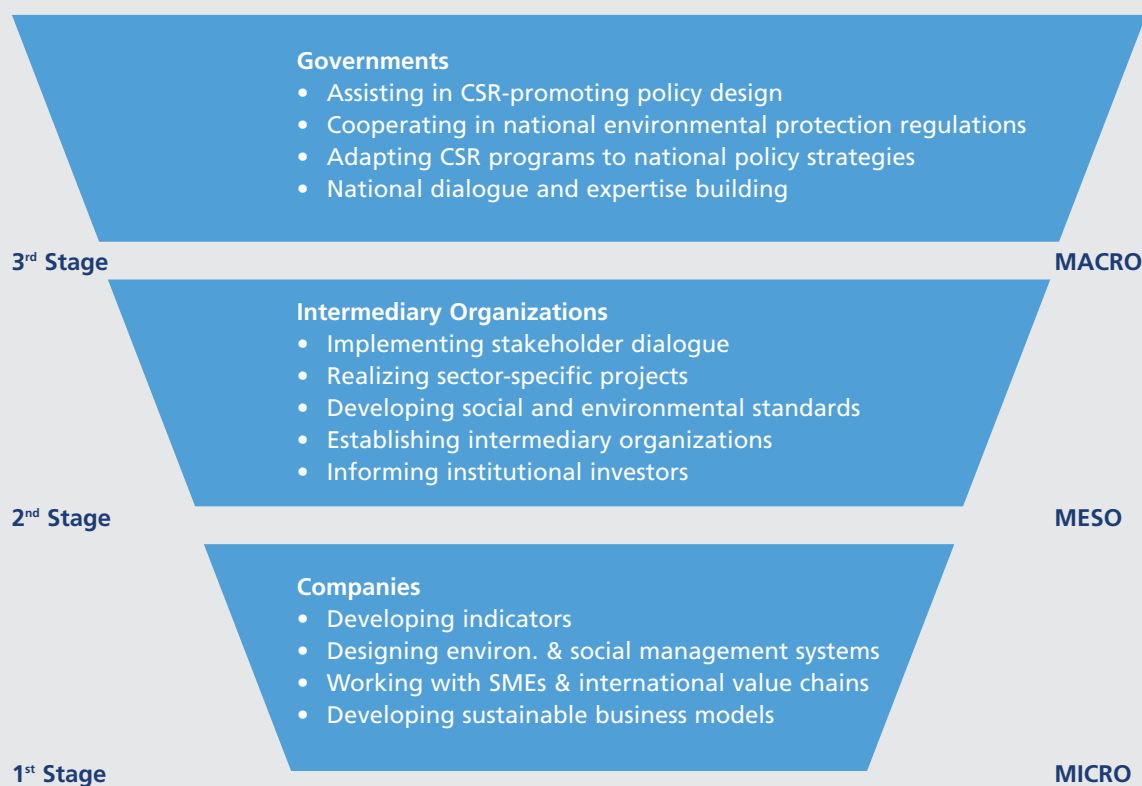 Governments
• Assisting in CSR-promoting policy design
• Cooperating in national environmental protection regulations
• Adapting CSR programs to national policy strategies
• National dialogue and expertise building
3rd Stage
MACRO
Intermediary Organizations
• Implementing stakeholder dialogue
• Realizing sector-specific projects
• Developing social and environmental standards
• Establishing intermediary organizations
• Informing institutional investors
2nd Stage
MESO
Companies
• Developing indicators
• Designing environ. & social management systems
• Working with SMEs & international value chains
• Developing sustainable business models
1st Stage
MICRO